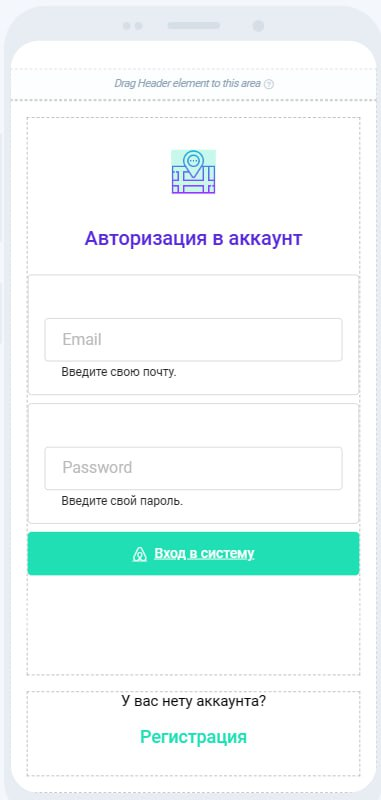 Drag Header element to this area ?
Авторизация в аккаунт
Email
Введите свою почту.
Password
Введите свой пароль.
Вход в систему
У вас нету аккаунта?
Регистрация